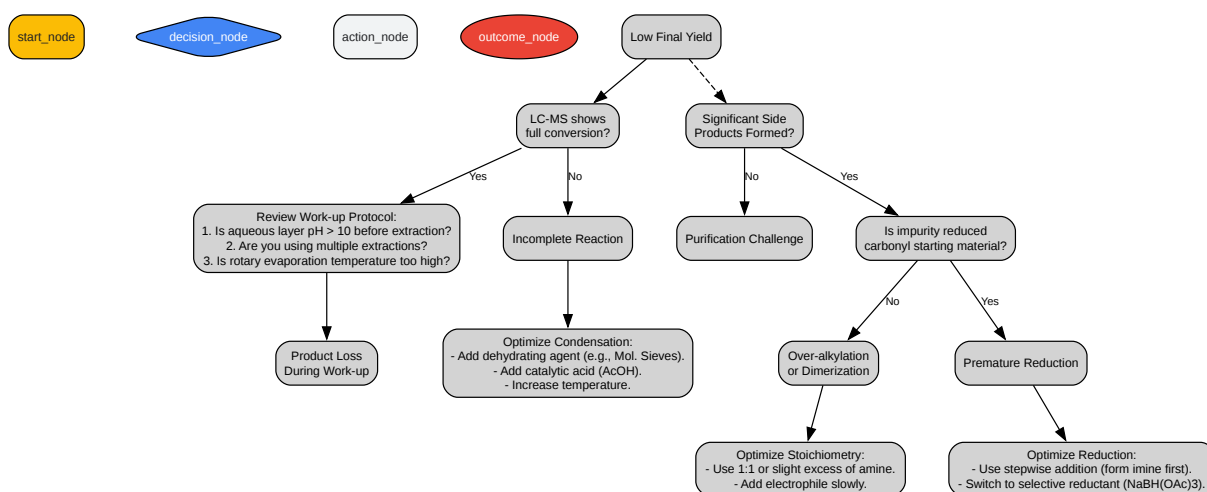 start_node
decision_node
action_node
outcome_node
Low Final Yield
LC-MS shows
full conversion?
Significant Side
Products Formed?
Yes
No
No
Yes
Review Work-up Protocol:
1. Is aqueous layer pH > 10 before extraction?
2. Are you using multiple extractions?
3. Is rotary evaporation temperature too high?
Incomplete Reaction
Purification Challenge
Is impurity reduced
carbonyl starting material?
No
Yes
Product Loss
During Work-up
Optimize Condensation:
- Add dehydrating agent (e.g., Mol. Sieves).
- Add catalytic acid (AcOH).
- Increase temperature.
Over-alkylation
or Dimerization
Premature Reduction
Optimize Stoichiometry:
- Use 1:1 or slight excess of amine.
- Add electrophile slowly.
Optimize Reduction:
- Use stepwise addition (form imine first).
- Switch to selective reductant (NaBH(OAc)3).